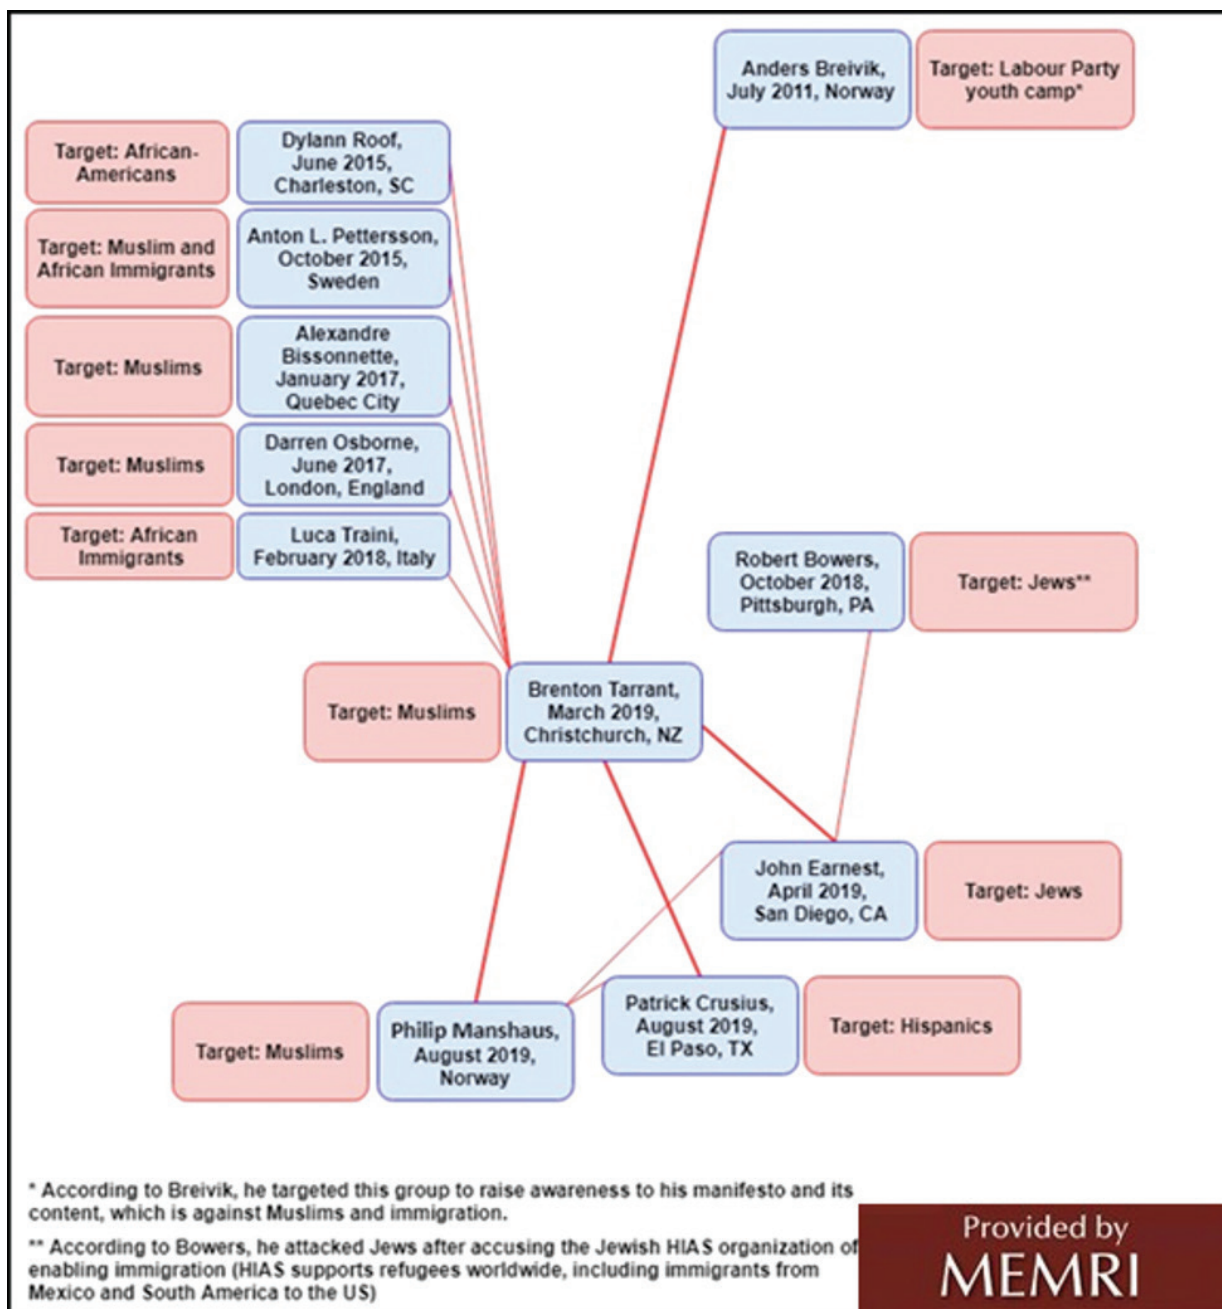 Anders Breivik,
July 2011, Norway
Target: Labour Party
youth camp*
Target: African-
Americans
Dylann Roof,
June 2015,
Charleston, SC
Target: Muslim and
African Immigrants
Anton L. Pettersson,
October 2015,
Sweden
Target: Muslims
Alexandre
Bissonnette,
January 2017,
Quebec City
Target: Muslims
Darren Osborne,
June 2017,
London, England
Target: African
Immigrants
Luca Traini,
February 2018, Italy
Robert Bowers,
October 2018,
Pittsburgh, PA
Target: Jews**
Target: Muslims
Brenton Tarrant,
March 2019,
Christchurch, NZ
John Earnest,
April 2019,
San Diego, CA
Target: Jews
Target: Muslims
Philip Manshaus,
August 2019,
Norway
Patrick Crusius,
August 2019,
El Paso, TX
Target: Hispanics
* According to Breivik, he targeted this group to raise awareness to his manifesto and its
content, which is against Muslims and immigration.
** According to Bowers, he attacked Jews after accusing the Jewish HIAS organization of
enabling immigration (HIAS supports refugees worldwide, including immigrants from
Mexico and South America to the US)
Provided by
MEMRI